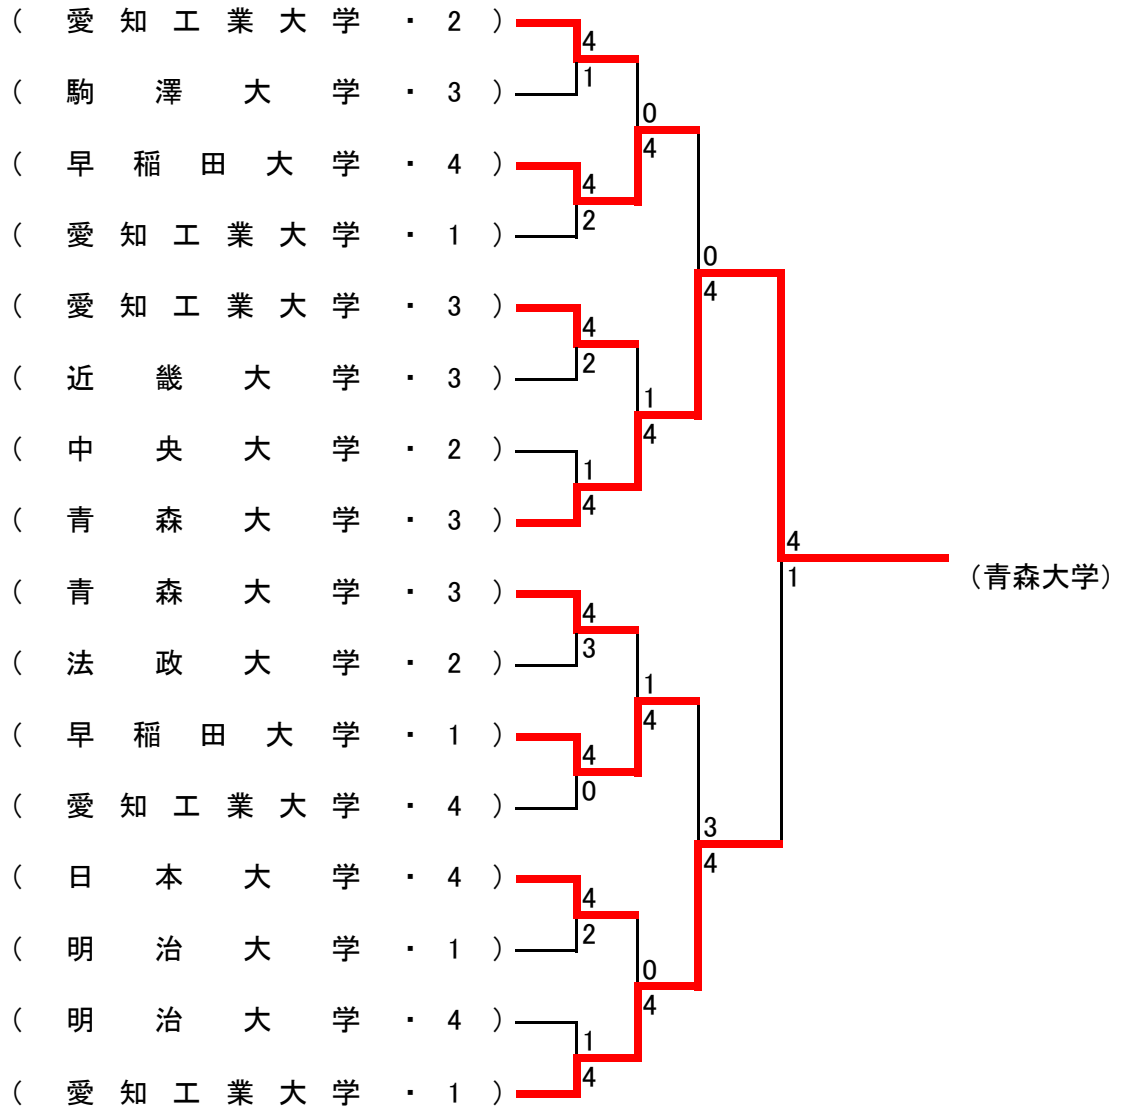 ( 愛 知 工 業 大 学 ・ 2 )
4
1
( 駒 澤 大 学 ・ 3 )
0
4
( 早 稲 田 大 学 ・ 4 )
4
2
( 愛 知 工 業 大 学 ・ 1 )
0
4
( 愛 知 工 業 大 学 ・ 3 )
4
2
( 近 畿 大 学 ・ 3 )
1
4
( 中 央 大 学 ・ 2 )
1
4
( 青 森 大 学 ・ 3 )
4
1
(青森大学)
( 青 森 大 学 ・ 3 )
4
3
( 法 政 大 学 ・ 2 )
1
4
( 早 稲 田 大 学 ・ 1 )
4
0
( 愛 知 工 業 大 学 ・ 4 )
3
4
( 日 本 大 学 ・ 4 )
4
2
( 明 治 大 学 ・ 1 )
0
4
( 明 治 大 学 ・ 4 )
1
4
( 愛 知 工 業 大 学 ・ 1 )